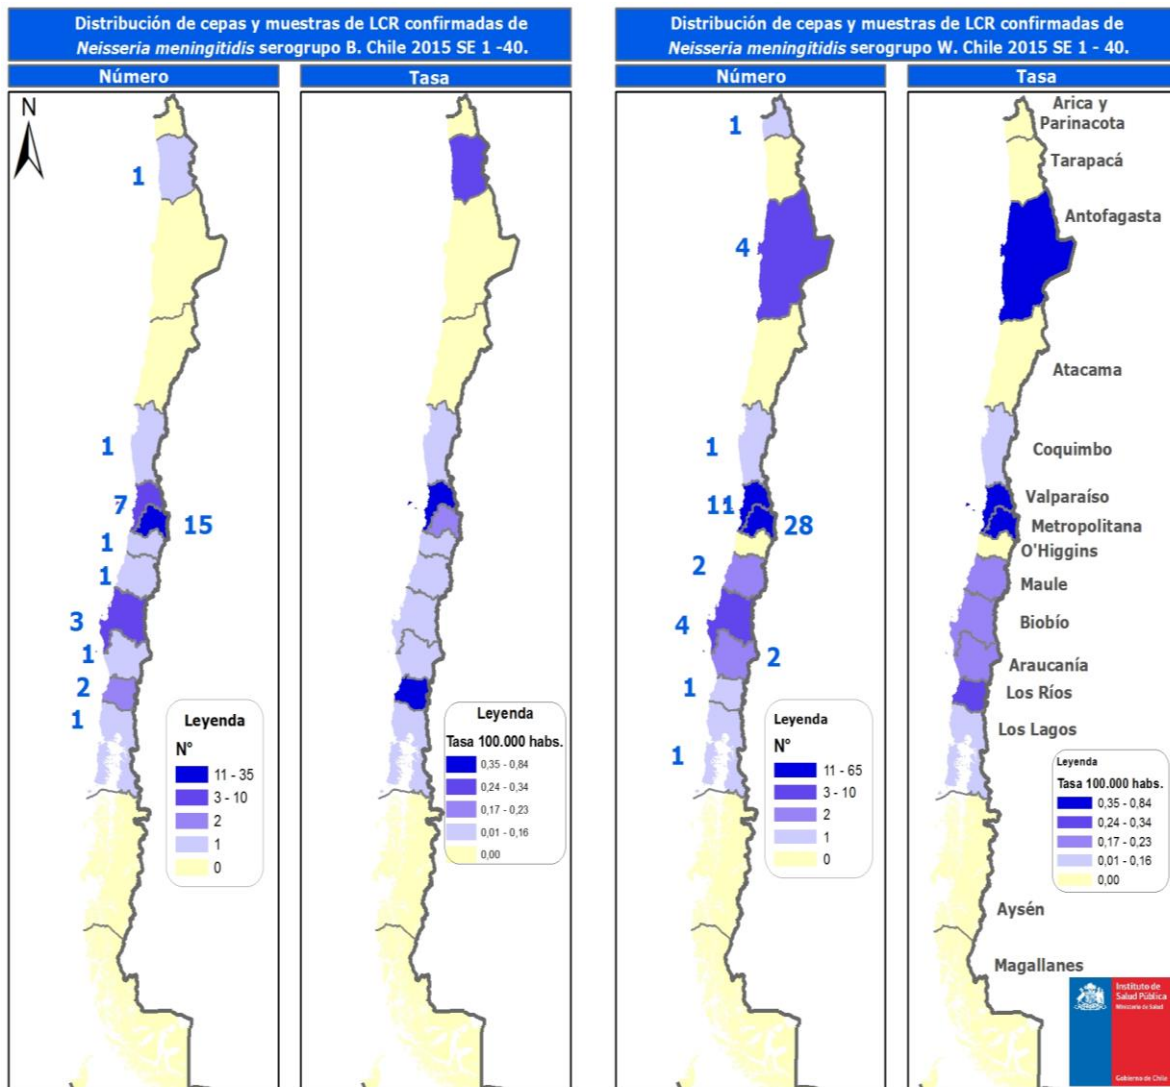 Distribución de cepas y muestras de LCR confirmadas de
Neisseria meningitidis serogrupo B. Chile 2015 SE 1 -40.
Número
Tasa
N
1
1
7
15
1
1
3
1
2
1
Leyenda
N°
11 - 35
3 - 10
2
1
0
Leyenda
Tasa 100.000 habs.
0,35 - 0,84
0,24 - 0,34
0,17 - 0,23
0,01 - 0,16
0,00
Distribución de cepas y muestras de LCR confirmadas de
Neisseria meningitidis serogrupo W. Chile 2015 SE 1 - 40.
Número
Tasa
1
4
1
11
28
2
4
2
1
1
Leyenda
N°
11 - 65
3 - 10
2
1
0
Arica y
Parinacota
Tarapacá
Antofagasta
Atacama
Coquimbo
Valparaíso
Metropolitana
O'Higgins
Maule
Biobío
Araucanía
Los Ríos
Los Lagos
Leyenda
Tasa 100.000 habs.
0,35 - 0,84
0,24 - 0,34
0,17 - 0,23
0,01 - 0,16
0,00
Aysén
Magallanes
Instituto de
Salud Pública
Ministerio de Salud
Gobierno de Chile